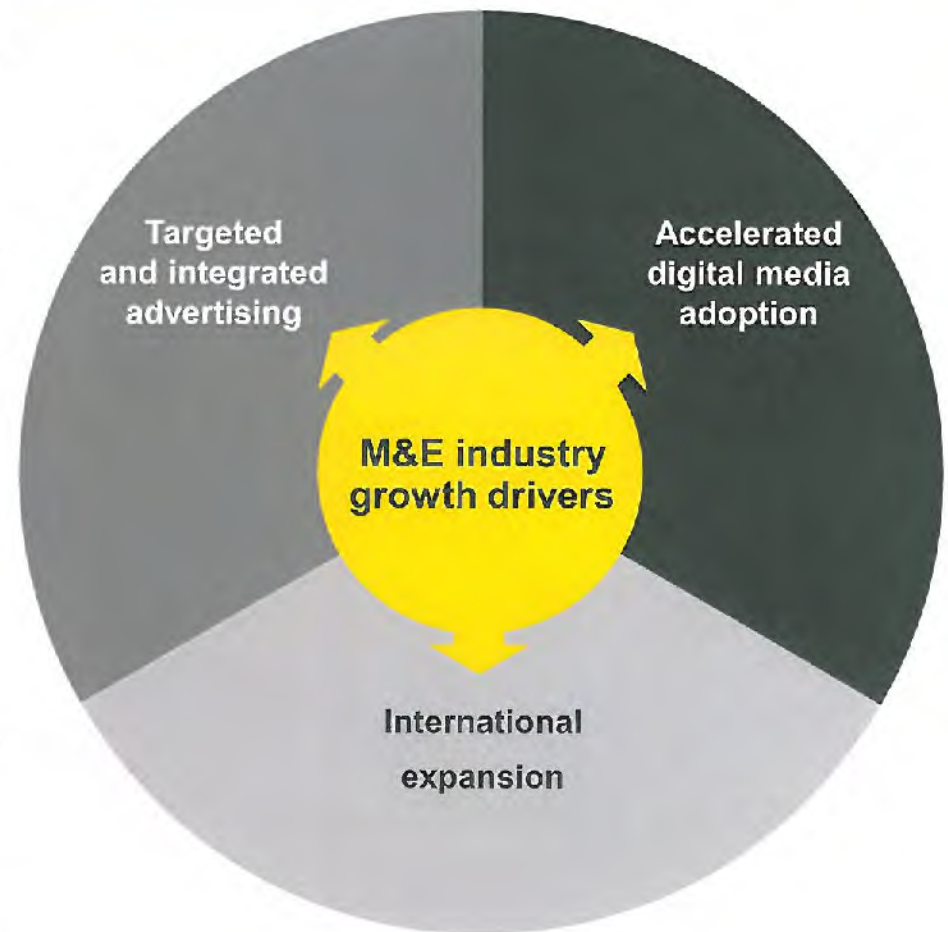 Targeted
and integrated
advertising
Accelerated
digital media
adoption
M&E industry
growth drivers
International
expansion